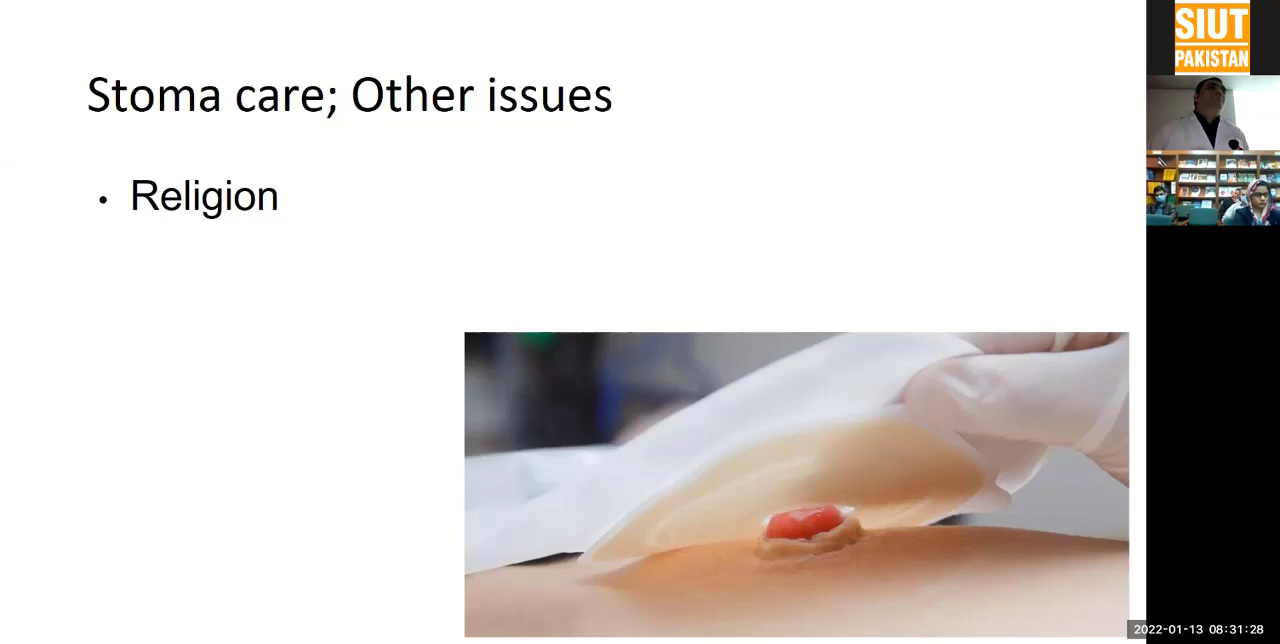 Stoma care; Other issues
• Religion
SIUT
PAKISTAN
2022-01-13 08:31:28